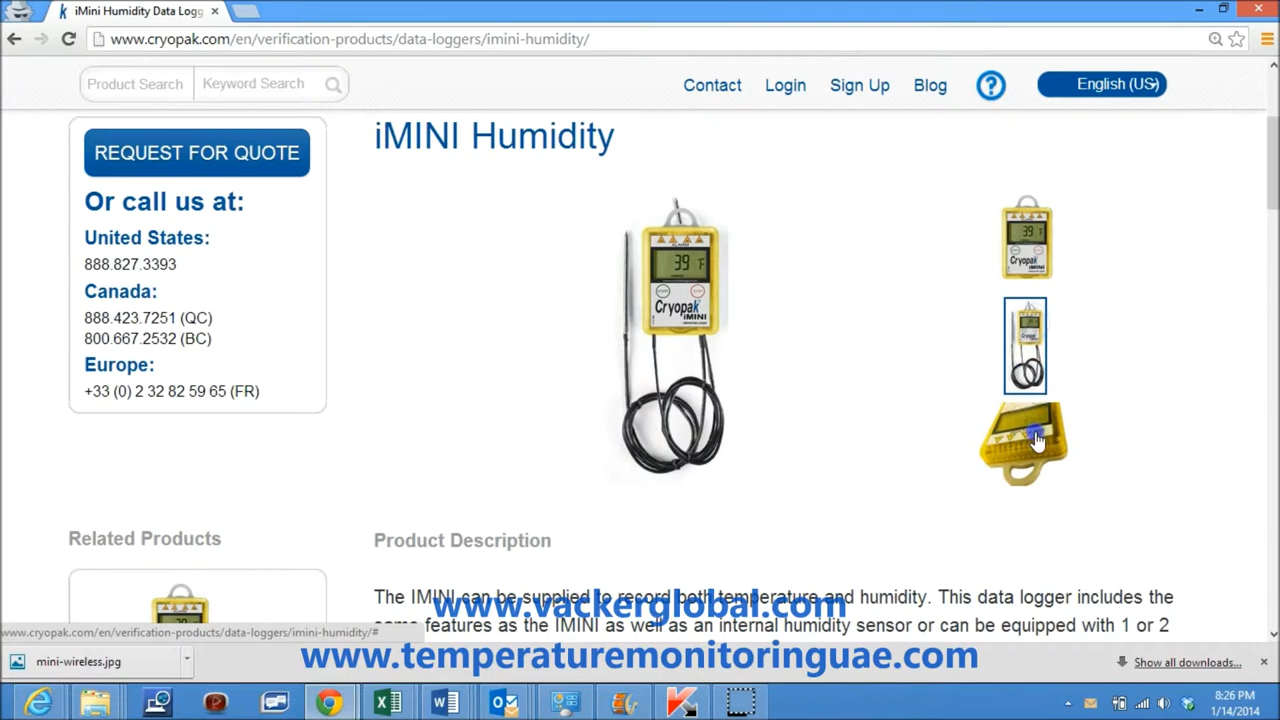 iMini Humidity Data Logg
www.cryopak.com/en/verification-products/data-loggers/imini-humidity/
Product Search
Keyword Search
Contact
Login
Sign Up
Blog
?
English (US)
REQUEST FOR QUOTE
Or call us at:
United States:
888.827.3393
Canada:
888.423.7251 (QC)
800.667.2532 (BC)
Europe:
+33 (0) 2 32 82 59 65 (FR)
iMINI Humidity
ALARM
39 °F
Cryopak
iMINI
39 °F
Cryopak
iMINI
Related Products
Product Description
The IMINI can be supplied to record both temperature and humidity. This data logger includes the
same features as the IMINI as well as an internal humidity sensor or can be equipped with 1 or 2
www.vackerglobal.com
www.temperaturemonitoringuae.com
www.cryopak.com/en/verification-products/data-loggers/imini-humidity/#
mini-wireless.jpg
Show all downloads...
8:26 PM
1/14/2014